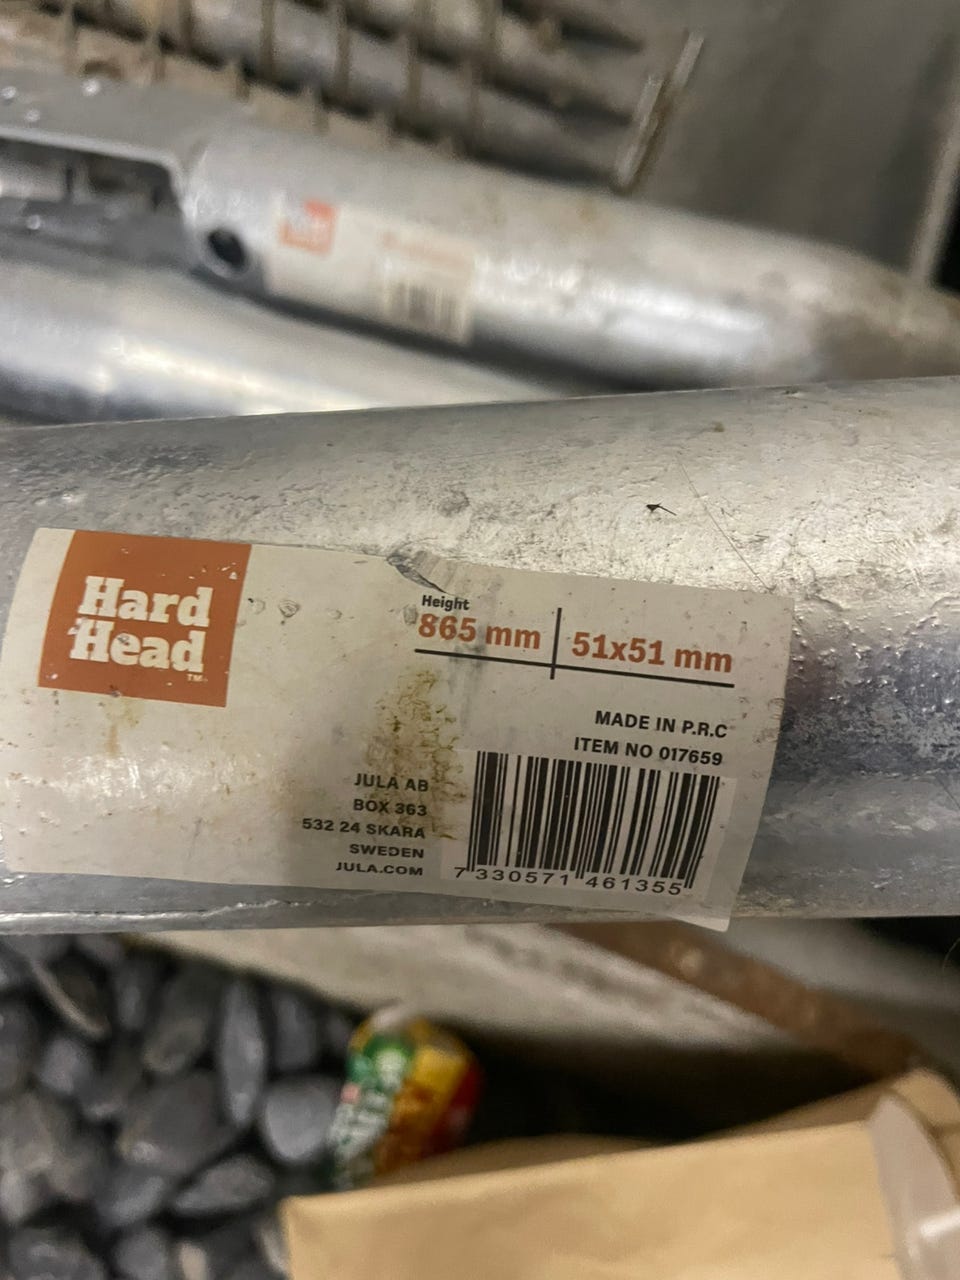 Hard
Head
TM
Height
865 mm
51x51 mm
MADE IN P.R.C
ITEM NO 017659
JULA AB
BOX 363
532 24 SKARA
SWEDEN
JULA.COM
7 330571 461355